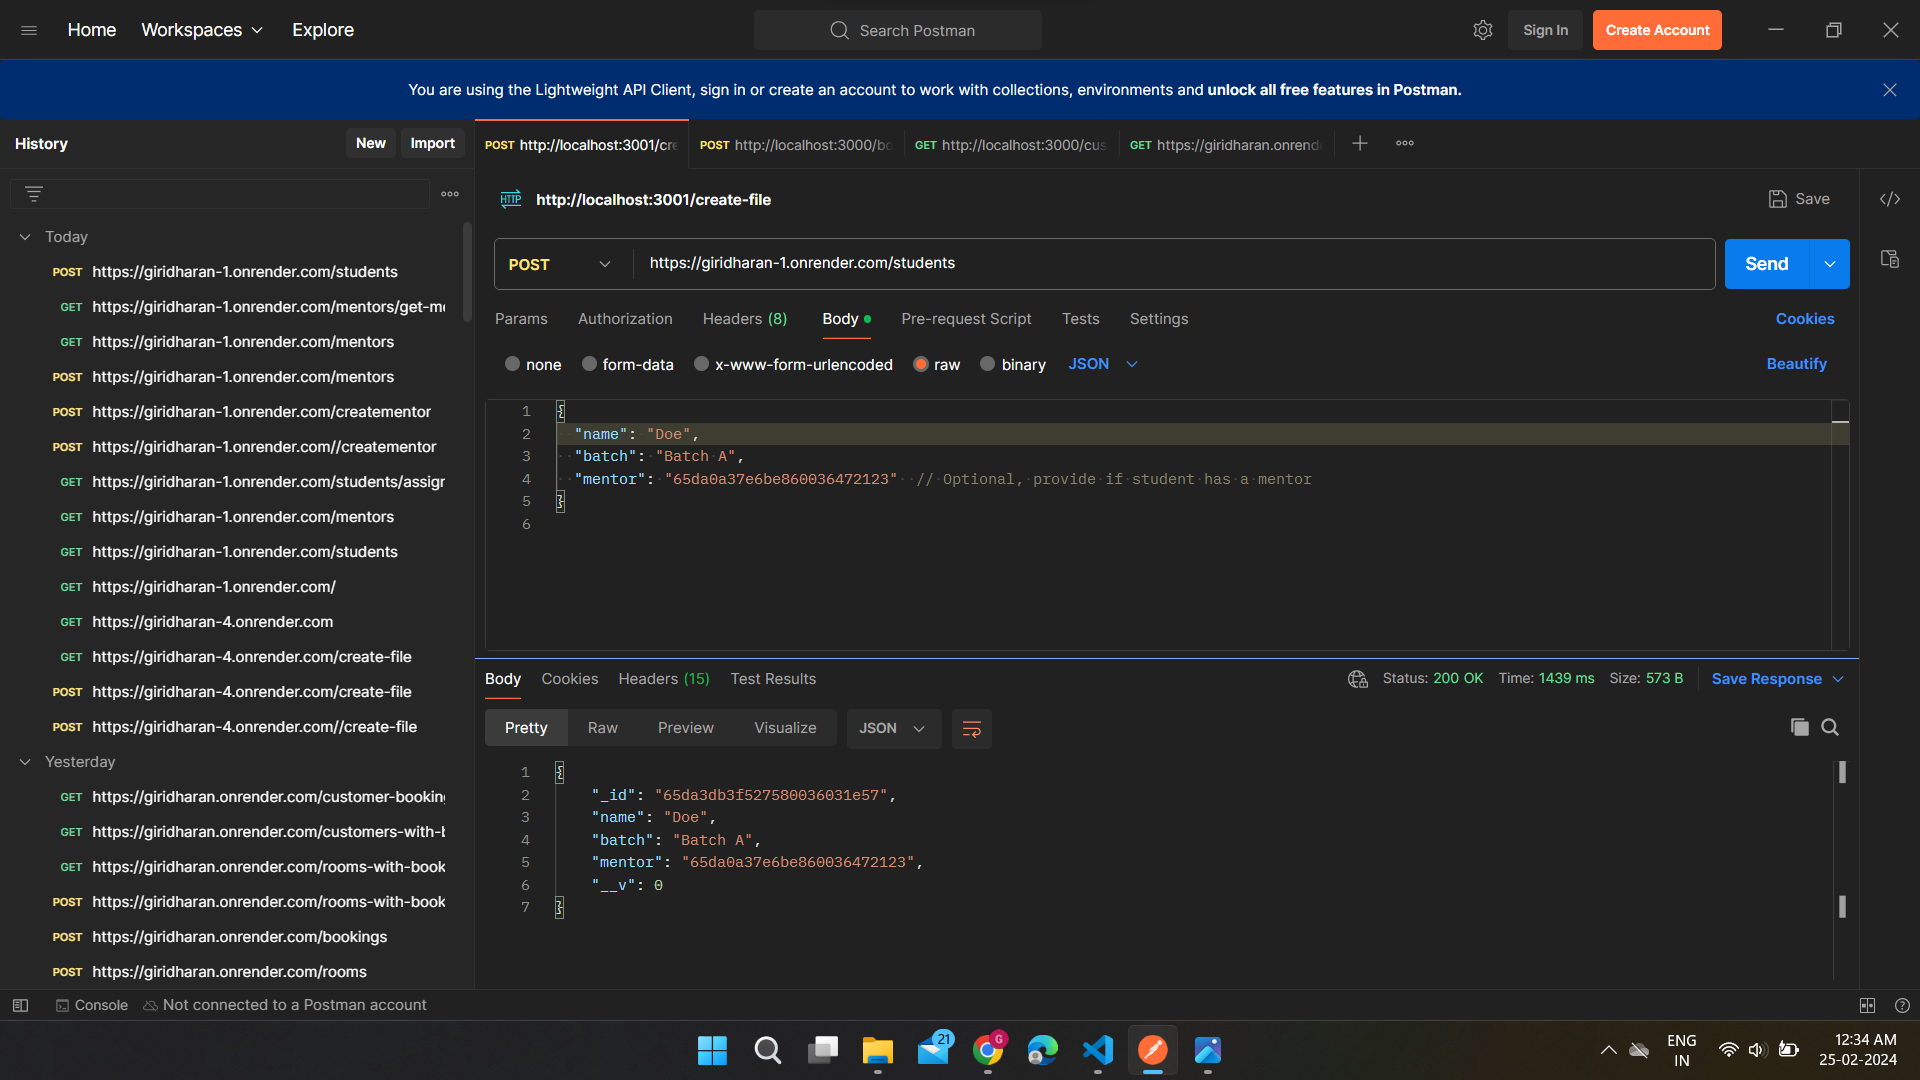 Home
Workspaces
Explore
Search Postman
Sign In
Create Account
You are using the Lightweight API Client, sign in or create an account to work with collections, environments and unlock all free features in Postman.
History
New
Import
POST http://localhost:3001/cre
POST http://localhost:3000/bo
GET http://localhost:3000/cus
GET https://giridharan.onrende
Today
POST https://giridharan-1.onrender.com/students
GET https://giridharan-1.onrender.com/mentors/get-me
GET https://giridharan-1.onrender.com/mentors
POST https://giridharan-1.onrender.com/mentors
POST https://giridharan-1.onrender.com/creatementor
POST https://giridharan-1.onrender.com//creatementor
GET https://giridharan-1.onrender.com/students/assigr
GET https://giridharan-1.onrender.com/mentors
GET https://giridharan-1.onrender.com/students
GET https://giridharan-1.onrender.com/
GET https://giridharan-4.onrender.com
GET https://giridharan-4.onrender.com/create-file
POST https://giridharan-4.onrender.com/create-file
POST https://giridharan-4.onrender.com//create-file
Yesterday
GET https://giridharan.onrender.com/customer-booking
GET https://giridharan.onrender.com/customers-with-b
GET https://giridharan.onrender.com/rooms-with-book
POST https://giridharan.onrender.com/rooms-with-book
POST https://giridharan.onrender.com/bookings
POST https://giridharan.onrender.com/rooms
HTTP http://localhost:3001/create-file
Save
POST
https://giridharan-1.onrender.com/students
Send
Params
Authorization
Headers (8)
Body
Pre-request Script
Tests
Settings
Cookies
none
form-data
x-www-form-urlencoded
raw
binary
JSON
Beautify
1 {
2 "name": "Doe",
3 "batch": "Batch A",
4 "mentor": "65da0a37e6be860036472123" // Optional, provide if student has a mentor
5 }
6
Body
Cookies
Headers (15)
Test Results
Status: 200 OK
Time: 1439 ms
Size: 573 B
Save Response
Pretty
Raw
Preview
Visualize
JSON
1 {
2 "_id": "65da3db3f527580036031e57",
3 "name": "Doe",
4 "batch": "Batch A",
5 "mentor": "65da0a37e6be860036472123",
6 "__v": 0
7 }
Console
Not connected to a Postman account
21
G
ENG
IN
12:34 AM
25-02-2024